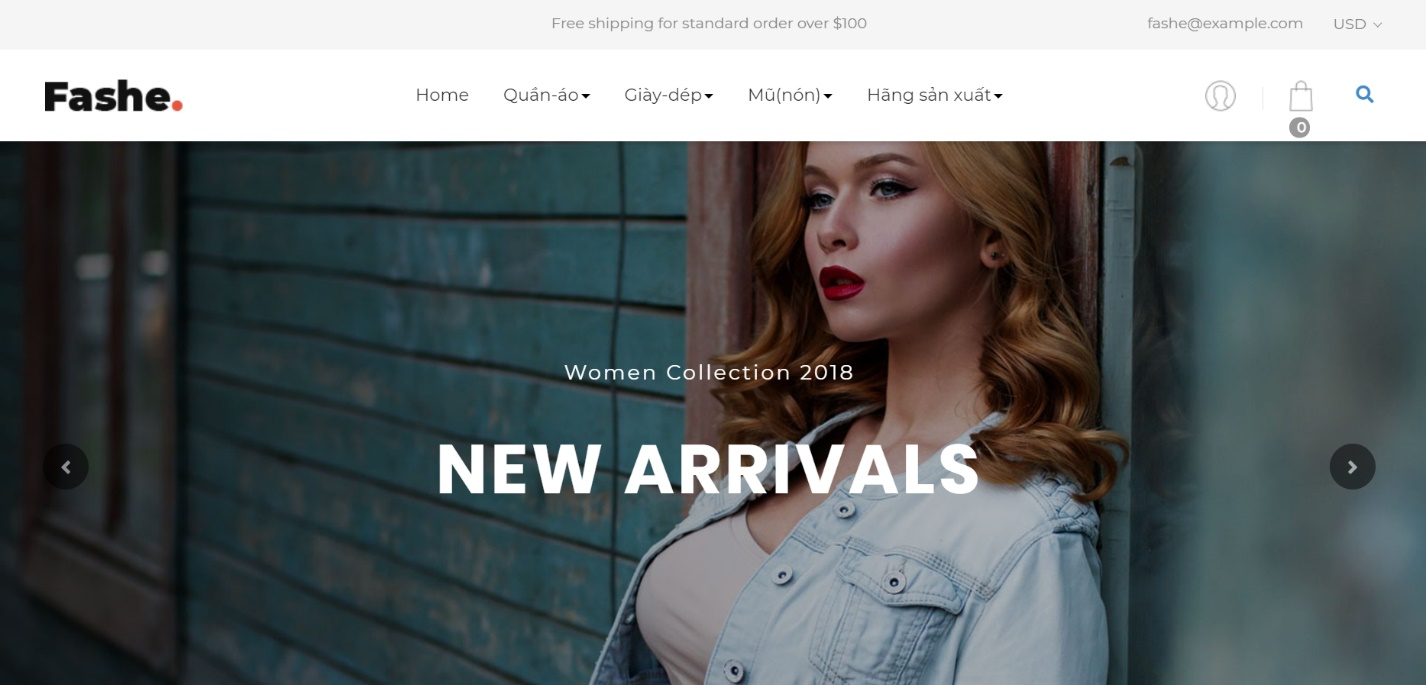 Free shipping for standard order over $100
fashe@example.com
USD
Fashe.
Home
Quần-áo
Giày-dép
Mũ(nón)
Hãng sản xuất
0
Women Collection 2018
NEW ARRIVALS